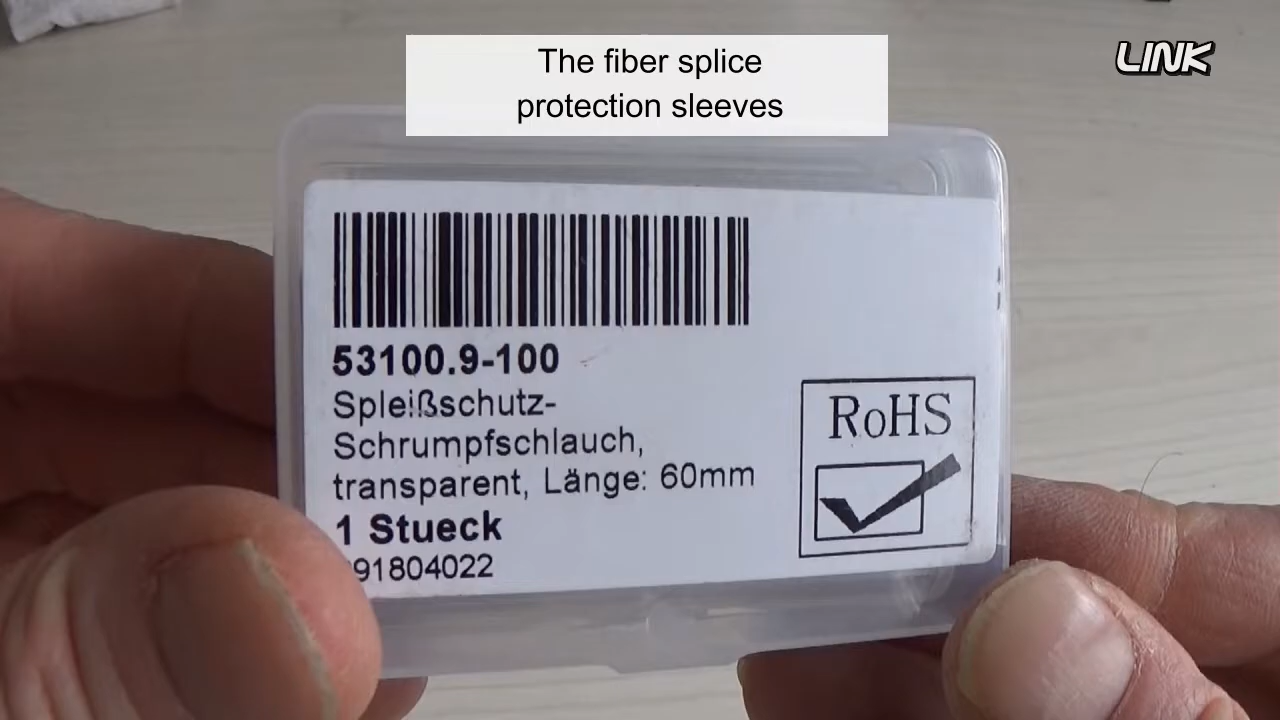 The fiber splice
protection sleeves
LINK
53100.9-100
Spleißschutz-
Schrumpfschlauch,
transparent, Länge: 60mm
1 Stueck
91804022
RoHS